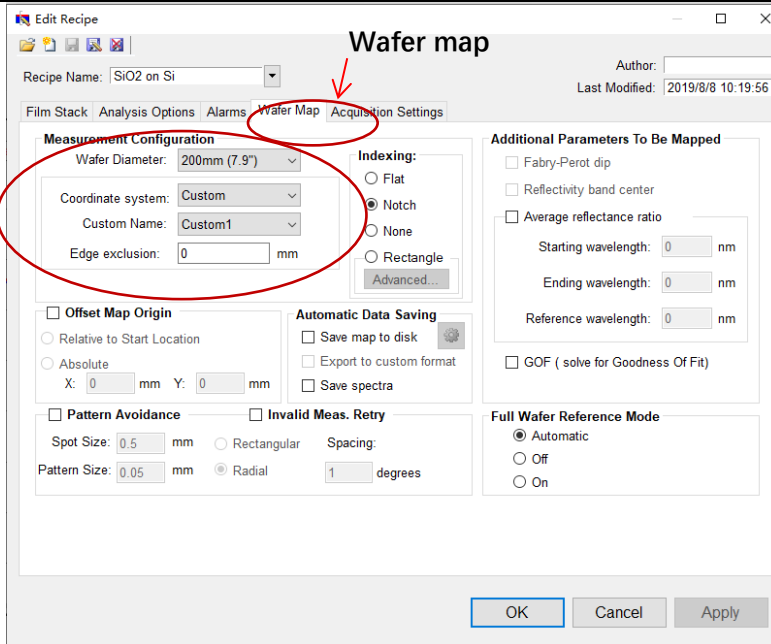 Edit Recipe
Wafer map
Author:
Recipe Name: SiO2 on Si
Last Modified: 2019/8/8 10:19:56
Film Stack Analysis Options Alarms Wafer Map Acquisition Settings
Measurement Configuration
Wafer Diameter: 200mm (7.9")
Coordinate system: Custom
Custom Name: Custom1
Edge exclusion: 0 mm
Indexing:
Flat
Notch
None
Rectangle
Advanced...
Additional Parameters To Be Mapped
Fabry-Perot dip
Reflectivity band center
Average reflectance ratio
Starting wavelength: 0 nm
Ending wavelength: 0 nm
Reference wavelength: 0 nm
GOF ( solve for Goodness Of Fit)
Offset Map Origin
Relative to Start Location
Absolute
X: 0 mm Y: 0 mm
Automatic Data Saving
Save map to disk
Export to custom format
Save spectra
Pattern Avoidance
Invalid Meas. Retry
Spot Size: 0.5 mm Rectangular Spacing:
Pattern Size: 0.05 mm Radial 1 degrees
Full Wafer Reference Mode
Automatic
Off
On
OK Cancel Apply